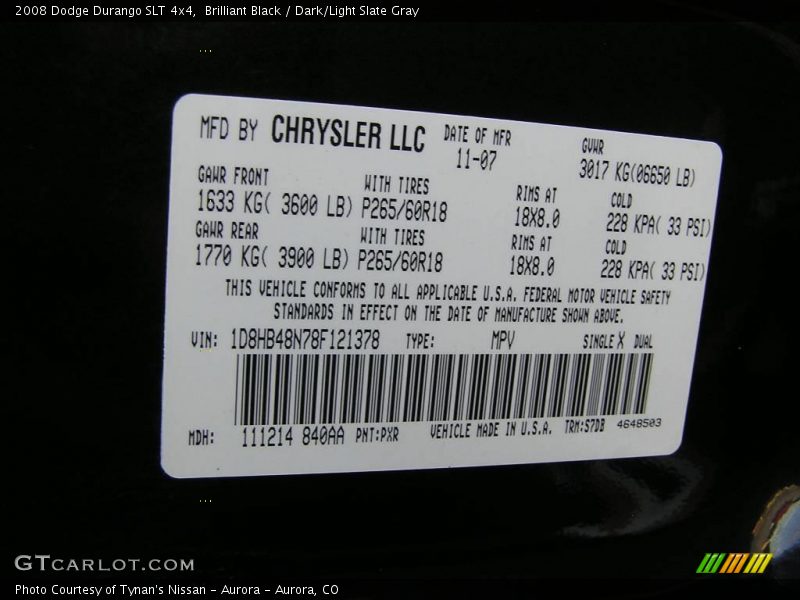 2008 Dodge Durango SLT 4x4,  Brilliant Black / Dark/Light Slate Gray
MFD BY CHRYSLER LLC DATE OF MFR GVWR
11-07 3017 KG(06650 LB)
GAWR FRONT WITH TIRES RIMS AT COLD
1633 KG( 3600 LB) P265/60R18 18X8.0 228 KPA( 33 PSI)
GAWR REAR WITH TIRES RIMS AT COLD
1770 KG( 3900 LB) P265/60R18 18X8.0 228 KPA( 33 PSI)
THIS VEHICLE CONFORMS TO ALL APPLICABLE U.S.A. FEDERAL MOTOR VEHICLE SAFETY
STANDARDS IN EFFECT ON THE DATE OF MANUFACTURE SHOWN ABOVE.
VIN: 1D8HB48N78F121378 TYPE: MPV SINGLE X DUAL
MDH: 111214 840AA PNT:PXR VEHICLE MADE IN U.S.A. TRM:S7DB 4648503
GTCARLOT.COM
Photo Courtesy of Tynan's Nissan - Aurora - Aurora, CO